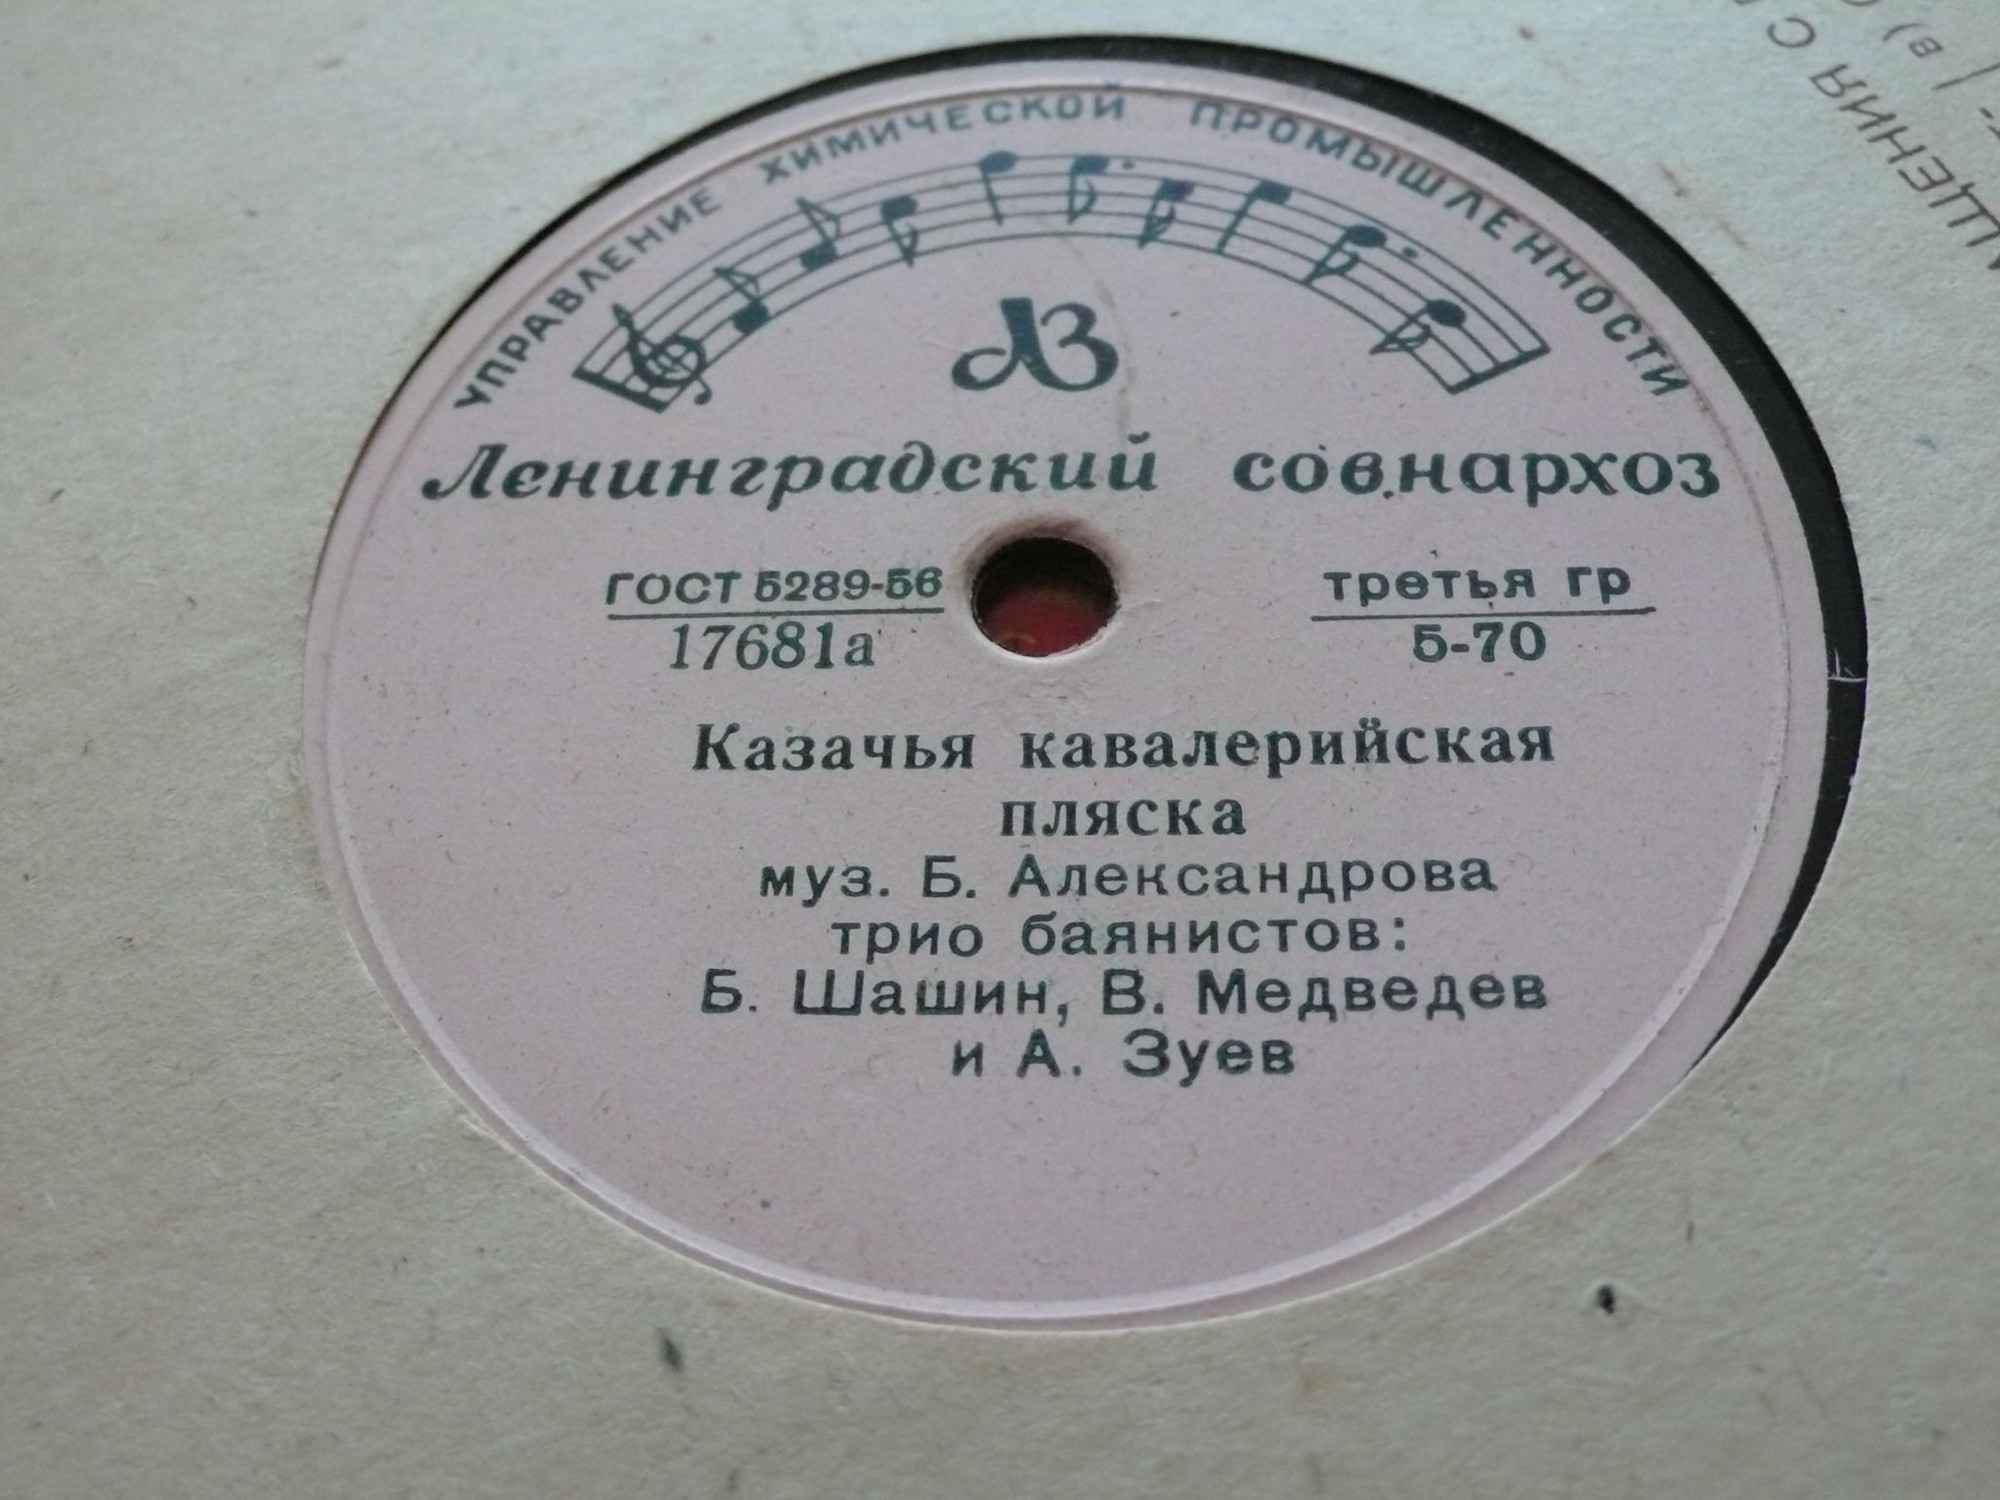 УПРАВЛЕНИЕ ХИМИЧЕСКОЙ ПРОМЫШЛЕННОСТИ
ЛЗ
Ленинградский совнархоз
ГОСТ 5289-56
17681а
третья гр
5-70
Казачья кавалерийская
пляска
муз. Б. Александрова
трио баянистов:
Б. Шашин, В. Медведев
и А. Зуев